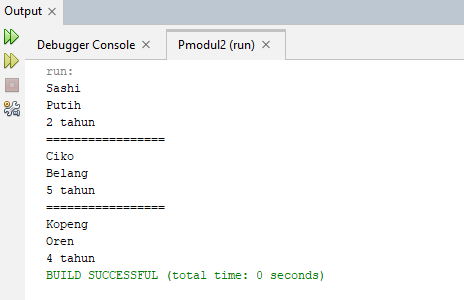 Output
Debugger Console
Pmodul2 (run)
run:
Sashi
Putih
2 tahun
=================
Ciko
Belang
5 tahun
=================
Kopeng
Oren
4 tahun
BUILD SUCCESSFUL (total time: 0 seconds)